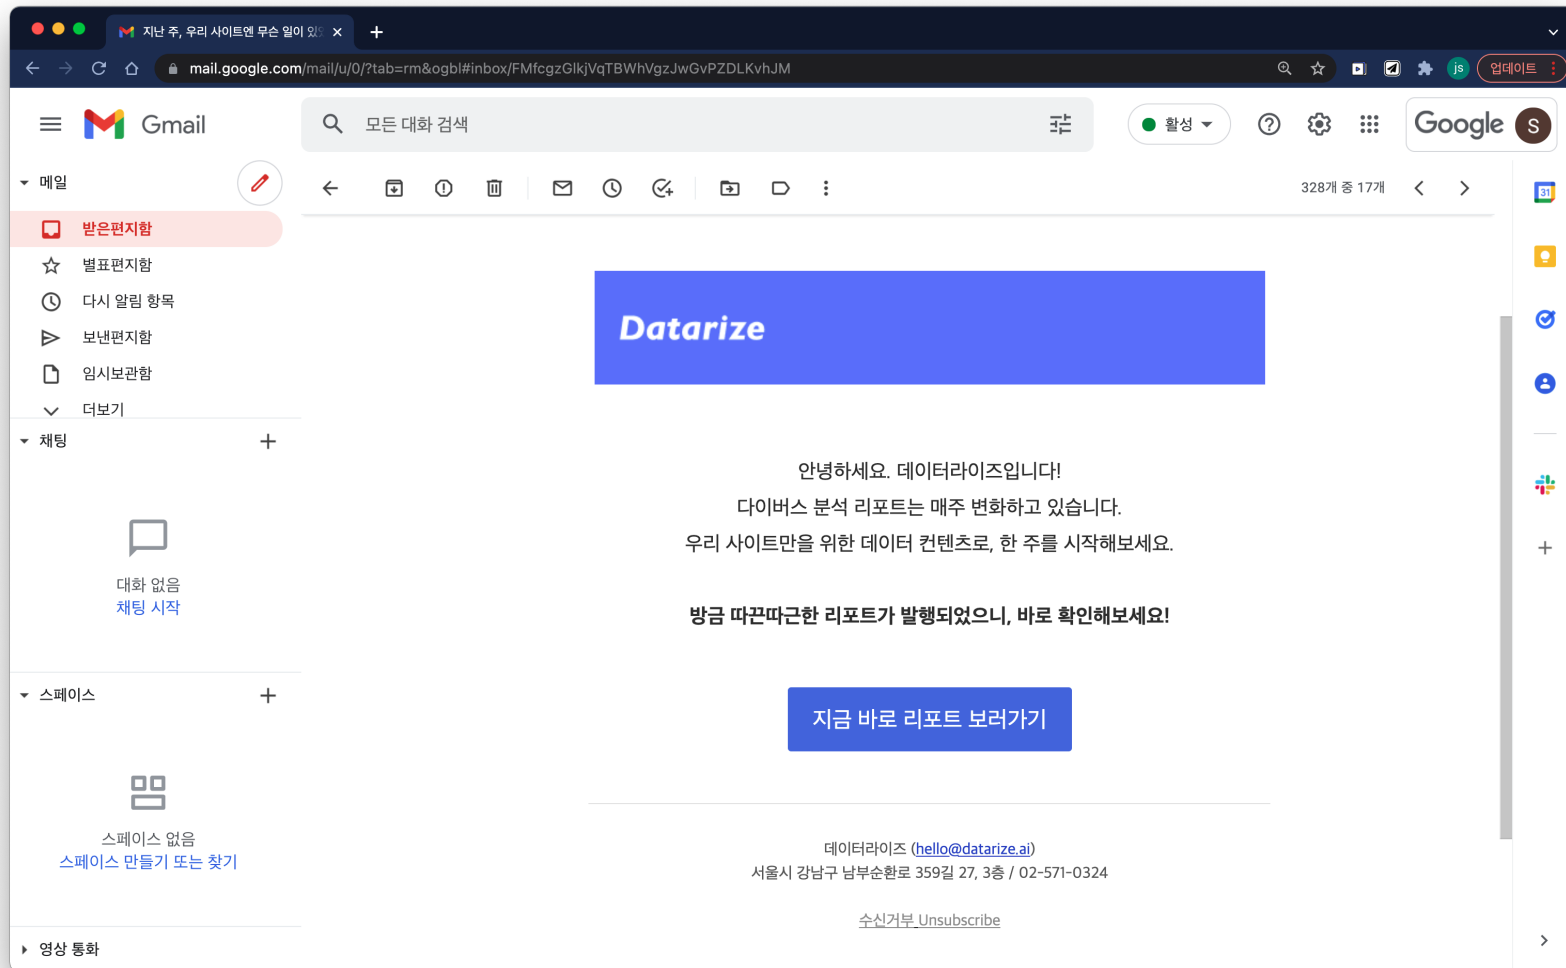 지난 주, 우리 사이트엔 무슨 일이 있
mail.google.com/mail/u/0/?tab=rm&ogbl#inbox/FMfcgzGlkjVqTBWhVgzJwGvPZDLKvhJM
js
업데이트
Gmail
모든 대화 검색
활성
Google
S
메일
328개 중 17개
31
받은편지함
별표편지함
다시 알림 항목
보낸편지함
임시보관함
더보기
채팅
대화 없음
채팅 시작
스페이스
스페이스 없음
스페이스 만들기 또는 찾기
영상 통화
Datarize
안녕하세요. 데이터라이즈입니다!
다이버스 분석 리포트는 매주 변화하고 있습니다.
우리 사이트만을 위한 데이터 컨텐츠로, 한 주를 시작해보세요.
방금 따끈따근한 리포트가 발행되었으니, 바로 확인해보세요!
지금 바로 리포트 보러가기
데이터라이즈 (hello@datarize.ai)
서울시 강남구 남부순환로 359길 27, 3층 / 02-571-0324
수신거부 Unsubscribe